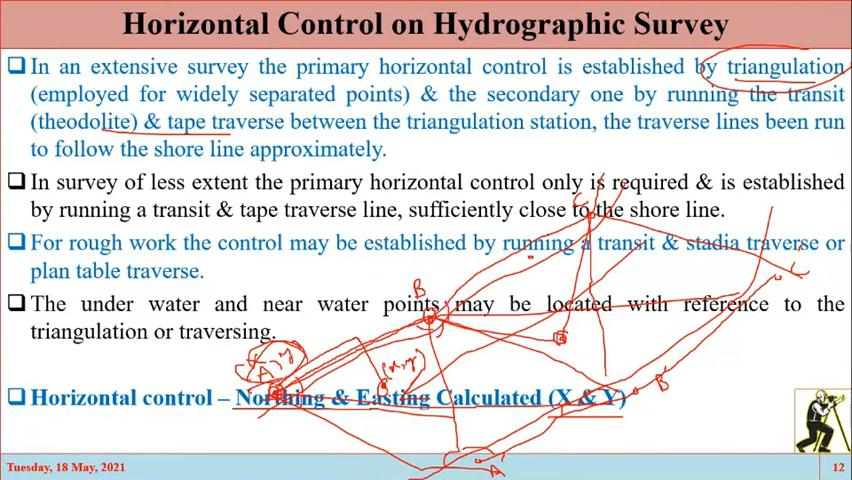 Horizontal Control on Hydrographic Survey
In an extensive survey the primary horizontal control is established by triangulation
(employed for widely separated points) & the secondary one by running the transit
(theodolite) & tape traverse between the triangulation station, the traverse lines been run
to follow the shore line approximately.
In survey of less extent the primary horizontal control only is required & is established
by running a transit & tape traverse line, sufficiently close to the shore line.
C
For rough work the control may be established by running a transit & stadia traverse or
plan table traverse.
C'
B
The under water and near water points may be located with reference to the
triangulation or traversing.
(x, y)
A
(x, y)
B'
Horizontal control – Northing & Easting Calculated (X & Y)
A'
Tuesday, 18 May, 2021
12